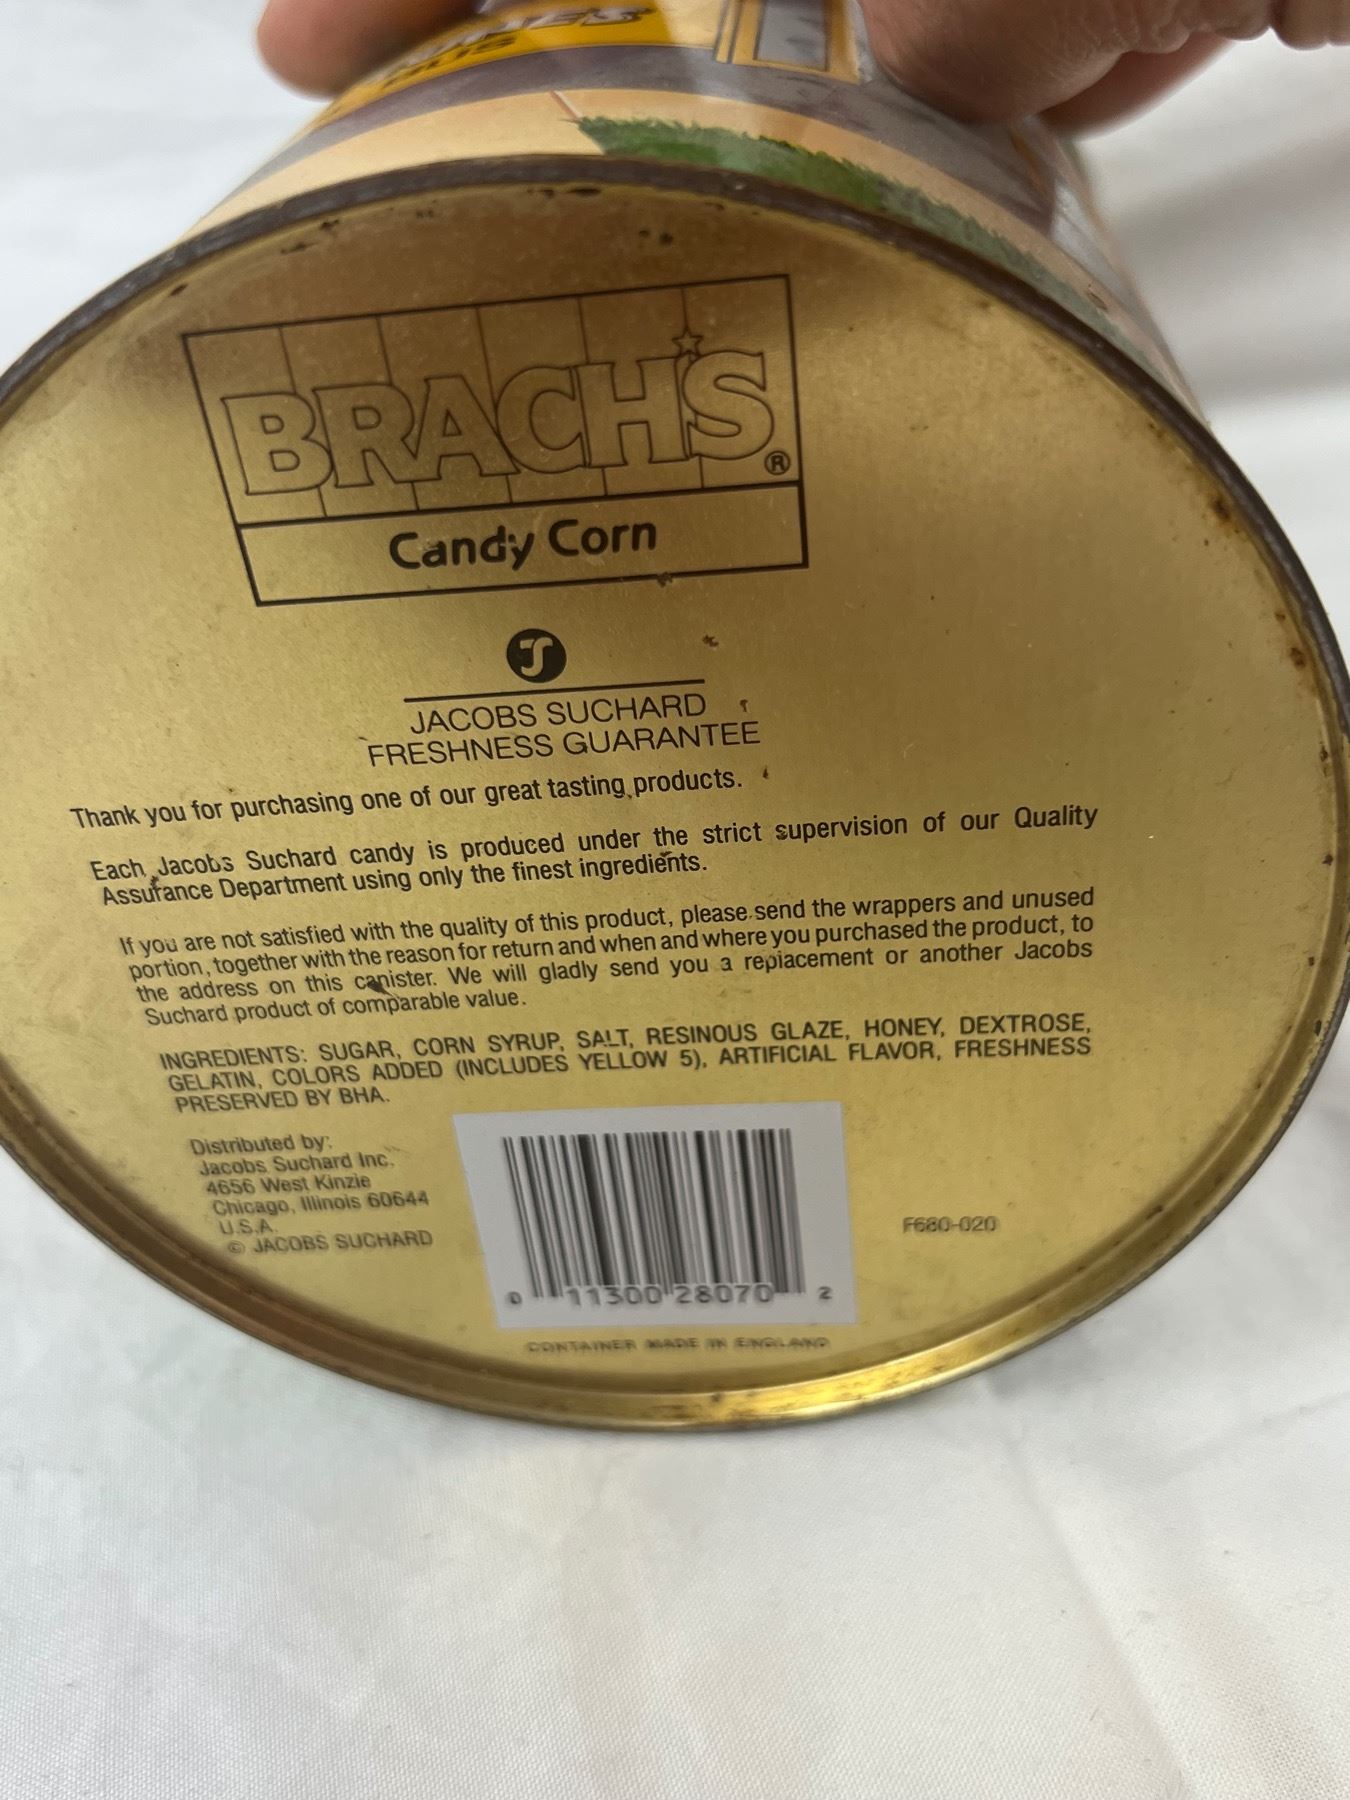 BRACH'S®
Candy Corn
JS
JACOBS SUCHARD
FRESHNESS GUARANTEE
Thank you for purchasing one of our great tasting products.
Each Jacobs Suchard candy is produced under the strict supervision of our Quality
Assurance Department using only the finest ingredients.
If you are not satisfied with the quality of this product, please send the wrappers and unused
portion, together with the reason for return and when and where you purchased the product, to
the address on this canister. We will gladly send you a replacement or another Jacobs
Suchard product of comparable value.
INGREDIENTS: SUGAR, CORN SYRUP, SALT, RESINOUS GLAZE, HONEY, DEXTROSE,
GELATIN, COLORS ADDED (INCLUDES YELLOW 5), ARTIFICIAL FLAVOR, FRESHNESS
PRESERVED BY BHA.
Distributed by:
Jacobs Suchard Inc.
4656 West Kinzie
Chicago, Illinois 60644
U.S.A.
© JACOBS SUCHARD
F680-020
0 11300 28070 2
CONTAINER MADE IN ENGLAND